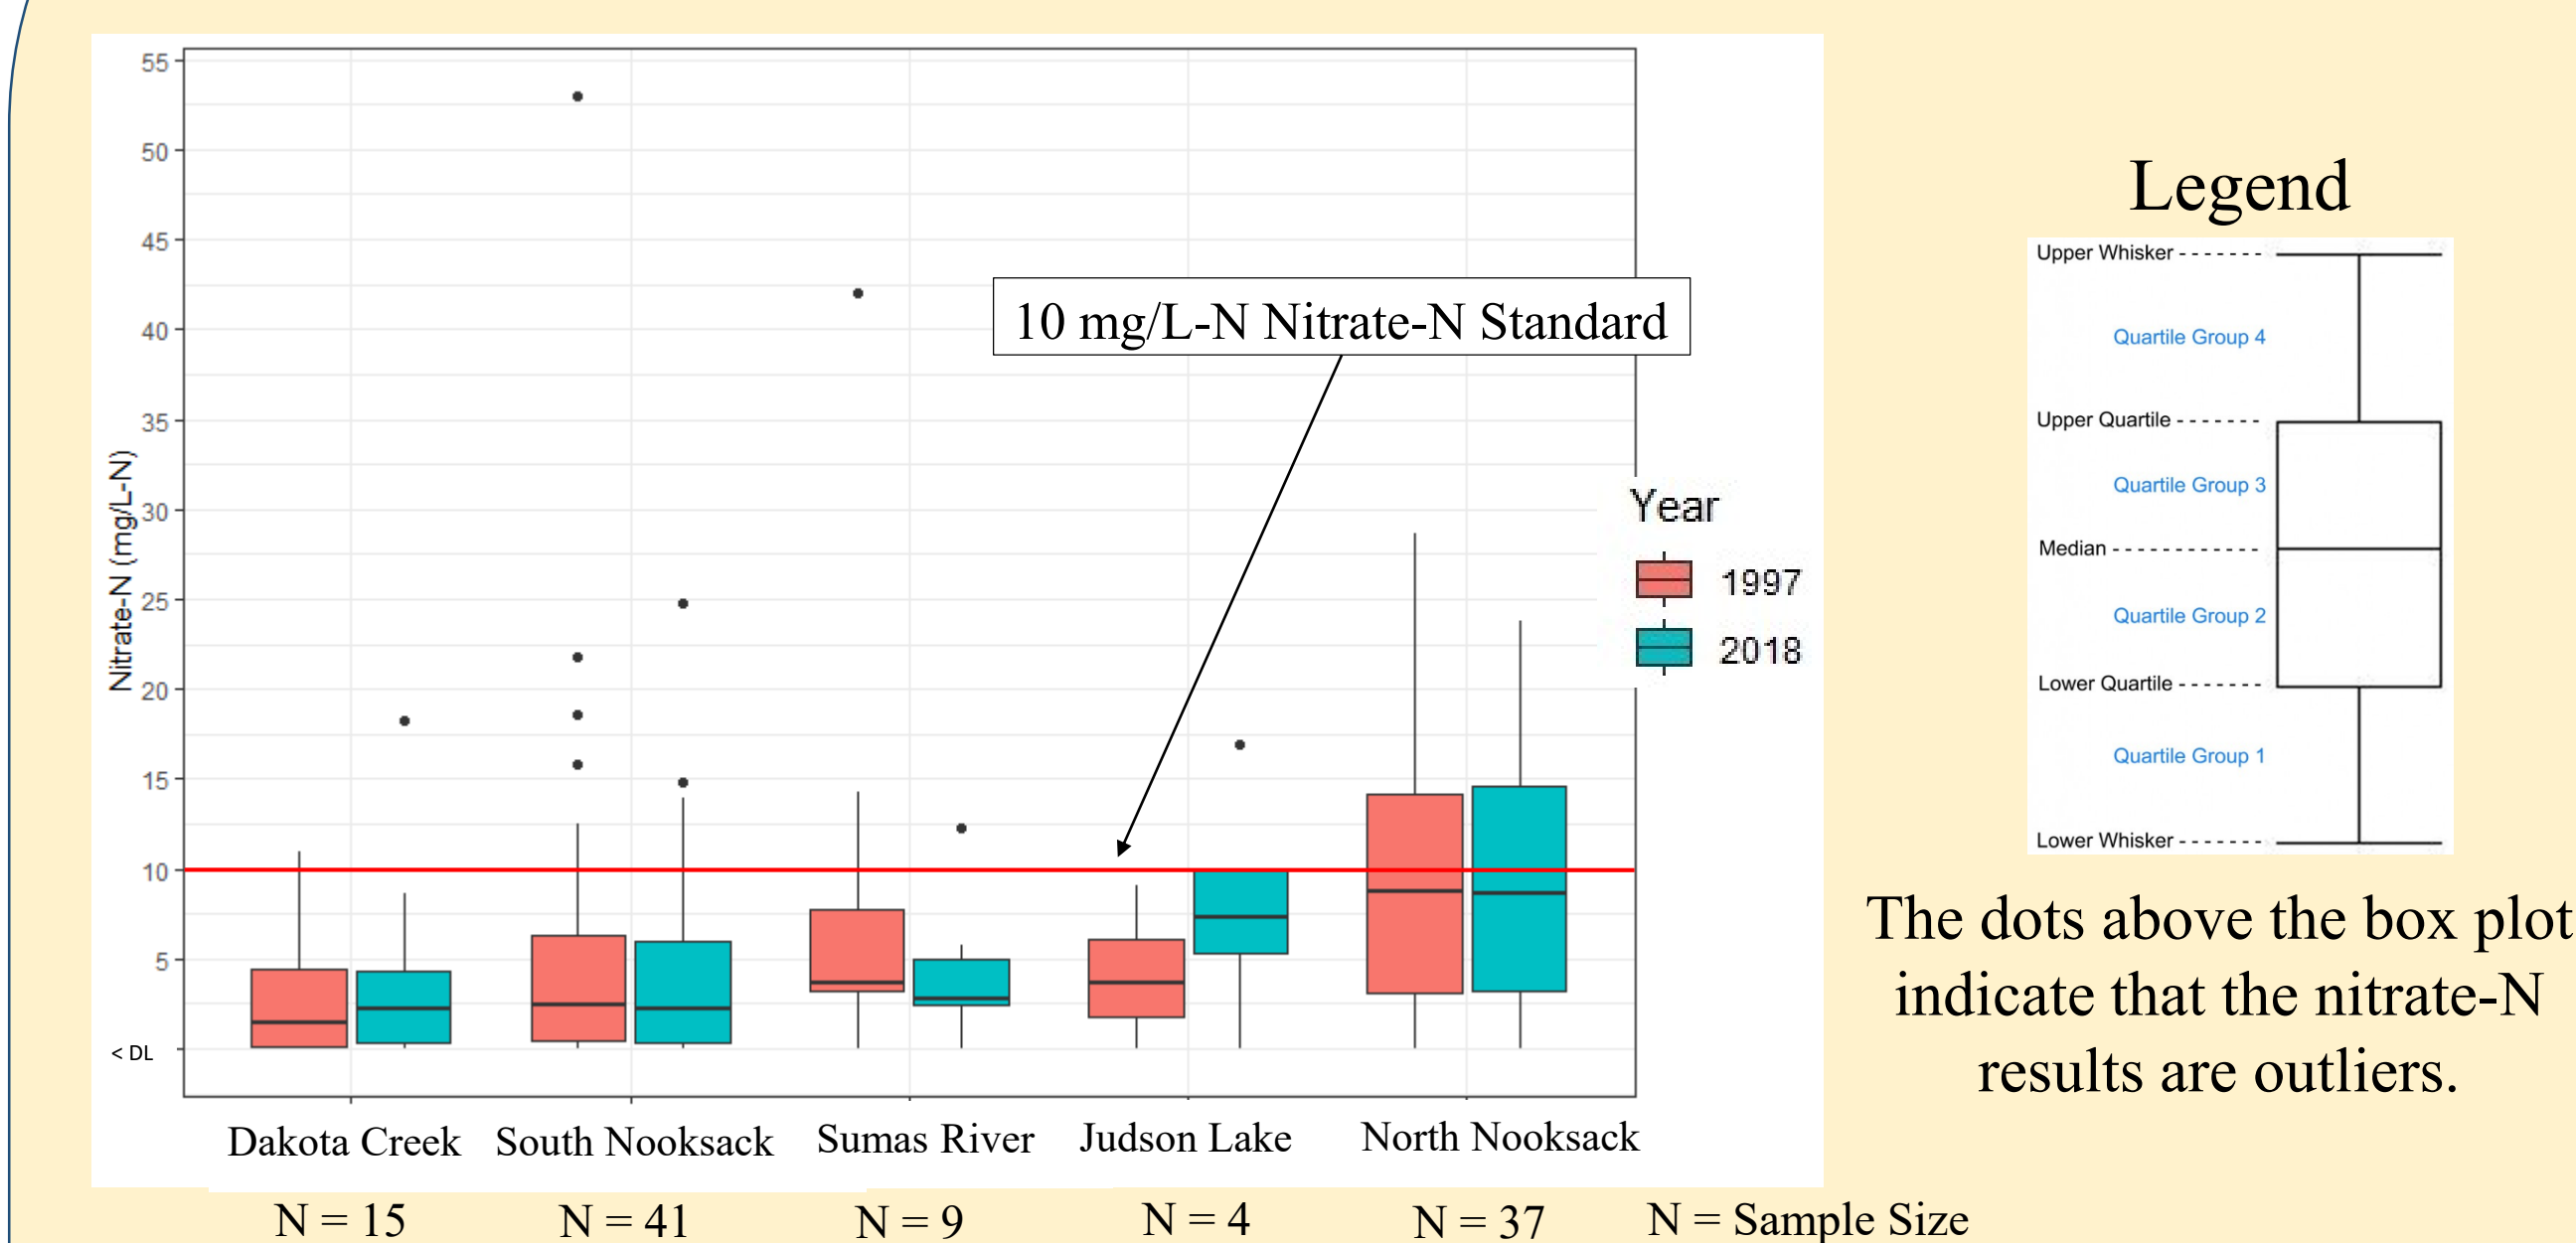 55
50
45
40
35
30
25
20
15
10
5
< DL
Nitrate-N (mg/L-N)
10 mg/L-N Nitrate-N Standard
Year
1997
2018
Dakota Creek
South Nooksack
Sumas River
Judson Lake
North Nooksack
N = 15
N = 41
N = 9
N = 4
N = 37
N = Sample Size
Legend
Upper Whisker
Quartile Group 4
Upper Quartile
Quartile Group 3
Median
Quartile Group 2
Lower Quartile
Quartile Group 1
Lower Whisker
The dots above the box plot
indicate that the nitrate-N
results are outliers.